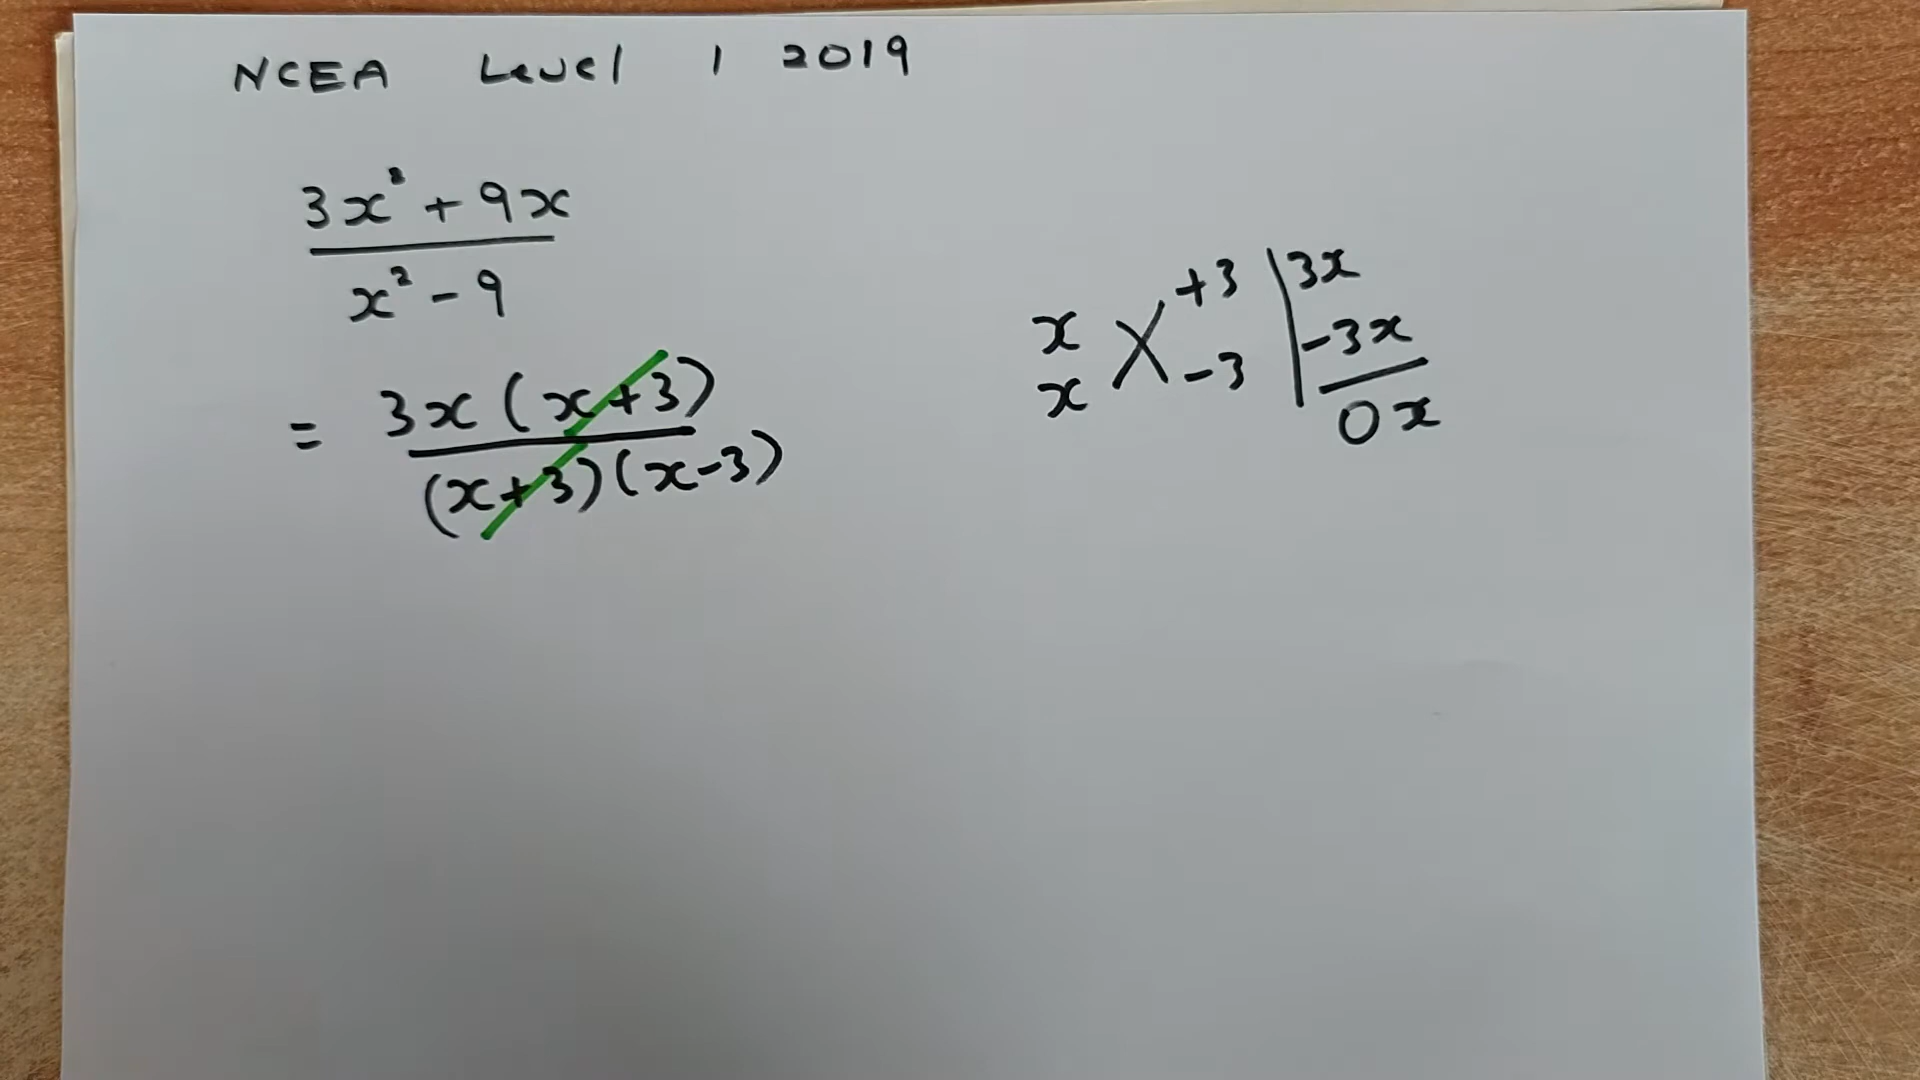 NCEA Level 1 2019
3x² + 9x
x² - 9
= 3x (x+3)
(x+3)(x-3)
x +3 3x
x -3 -3x
0x